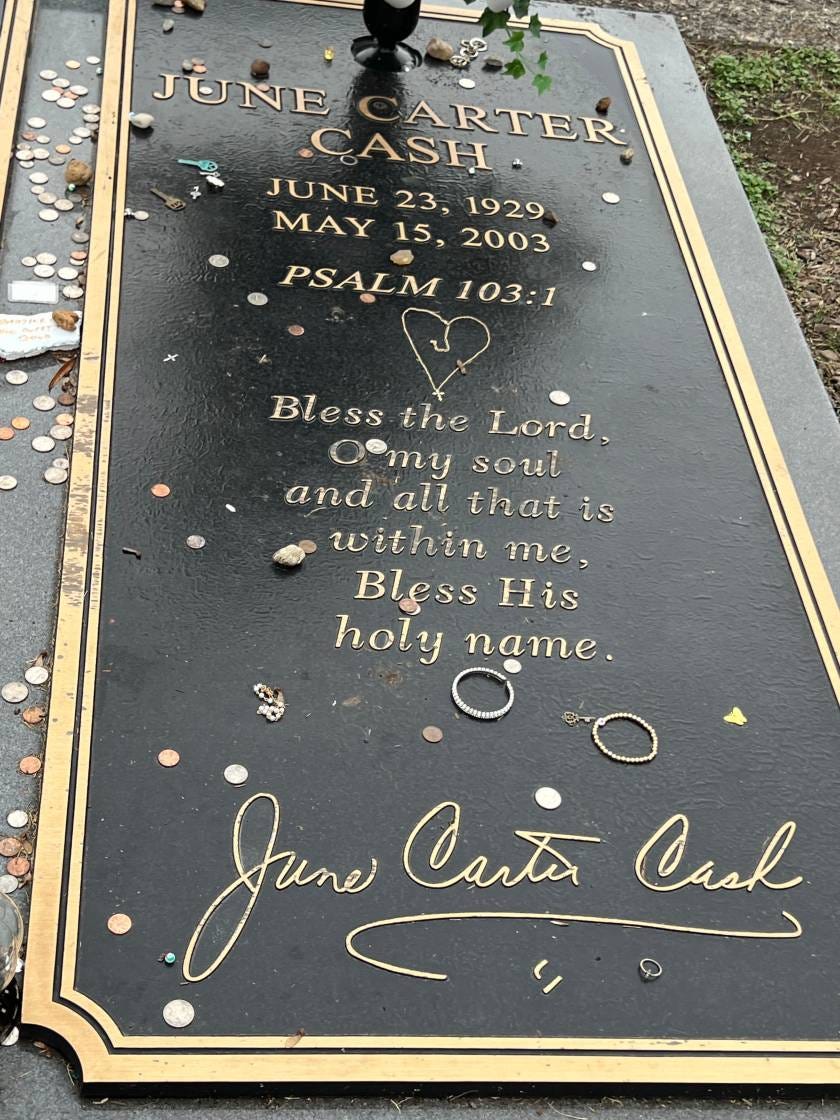 JUNE CARTER
CASH
JUNE 23, 1929
MAY 15, 2003
PSALM 103:1
Bless the Lord,
O my soul
and all that is
within me,
Bless His
holy name.
June Carter Cash